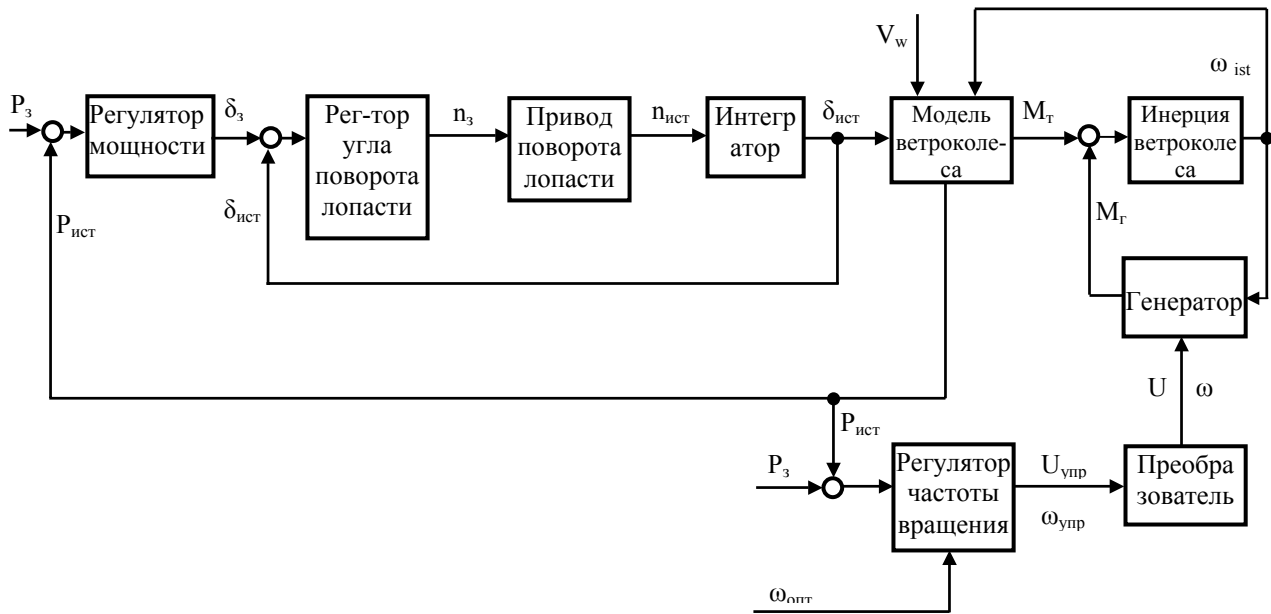 V_w
ω ist
P_з
Регулятор
мощности
δ_з
Рег-тор
угла
поворота
лопасти
n_з
Привод
поворота
лопасти
n_ист
Интегр
атор
δ_ист
Модель
ветроколе-
са
M_т
Инерция
ветроколе
са
P_ист
δ_ист
M_г
Генератор
U
ω
P_ист
P_з
Регулятор
частоты
вращения
U_упр
ω_упр
Преобра
зователь
ω_опт